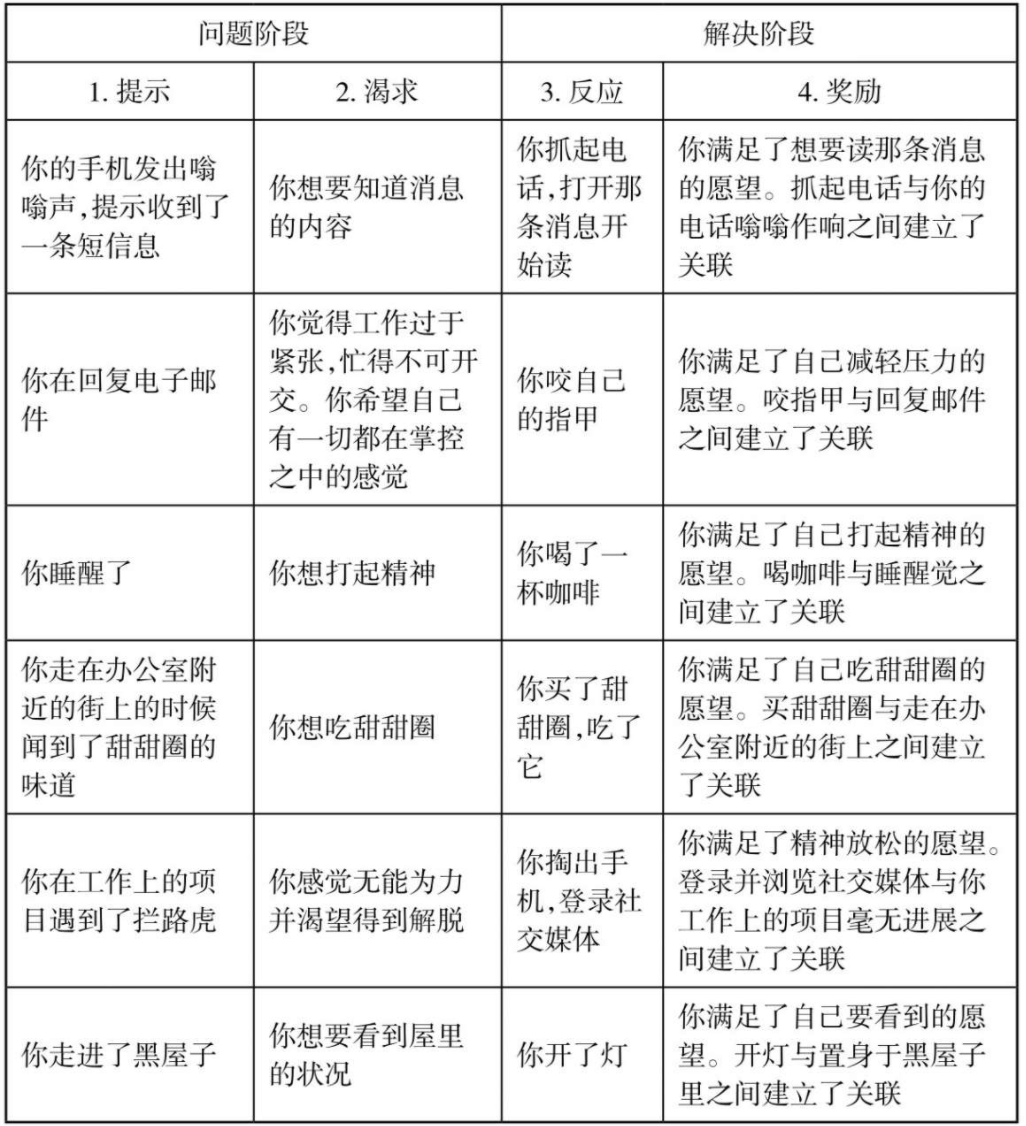 问题阶段
解决阶段
1. 提示
2. 渴求
3. 反应
4. 奖励
你的手机发出嗡
嗡声,提示收到了
一条短信息
你想要知道消息
的内容
你抓起电
话,打开那
条消息开
始读
你满足了想要读那条消息
的愿望。抓起电话与你的
电话嗡嗡作响之间建立了
关联
你在回复电子邮
件
你觉得工作过于
紧张,忙得不可开
交。你希望自己
有一切都在掌控
之中的感觉
你咬自己
的指甲
你满足了自己减轻压力的
愿望。咬指甲与回复邮件
之间建立了关联
你睡醒了
你想打起精神
你喝了一
杯咖啡
你满足了自己打起精神的
愿望。喝咖啡与睡醒觉之
间建立了关联
你走在办公室附
近的街上的时候
闻到了甜甜圈的
味道
你想吃甜甜圈
你买了甜
甜圈,吃了
它
你满足了自己吃甜甜圈的
愿望。买甜甜圈与走在办
公室附近的街上之间建立
了关联
你在工作上的项
目遇到了拦路虎
你感觉无能为力
并渴望得到解脱
你掏出手
机,登录社
交媒体
你满足了精神放松的愿望。
登录并浏览社交媒体与你
工作上的项目毫无进展之
间建立了关联
你走进了黑屋子
你想要看到屋里
的状况
你开了灯
你满足了自己要看到的愿
望。开灯与置身于黑屋子
里之间建立了关联